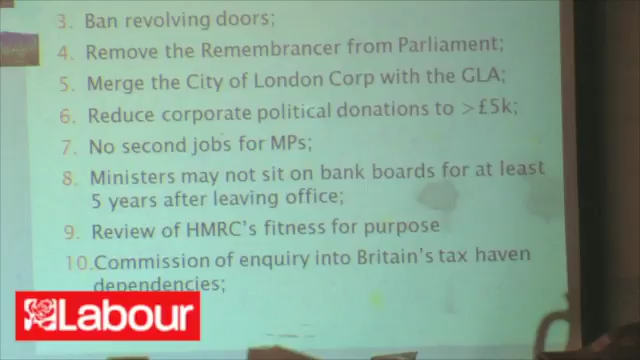 3. Ban revolving doors;
4. Remove the Remembrancer from Parliament;
5. Merge the City of London Corp with the GLA;
6. Reduce corporate political donations to >£5k;
7. No second jobs for MPs;
8. Ministers may not sit on bank boards for at least
5 years after leaving office;
9. Review of HMRC's fitness for purpose
10.Commission of enquiry into Britain's tax haven
dependencies;
Labour